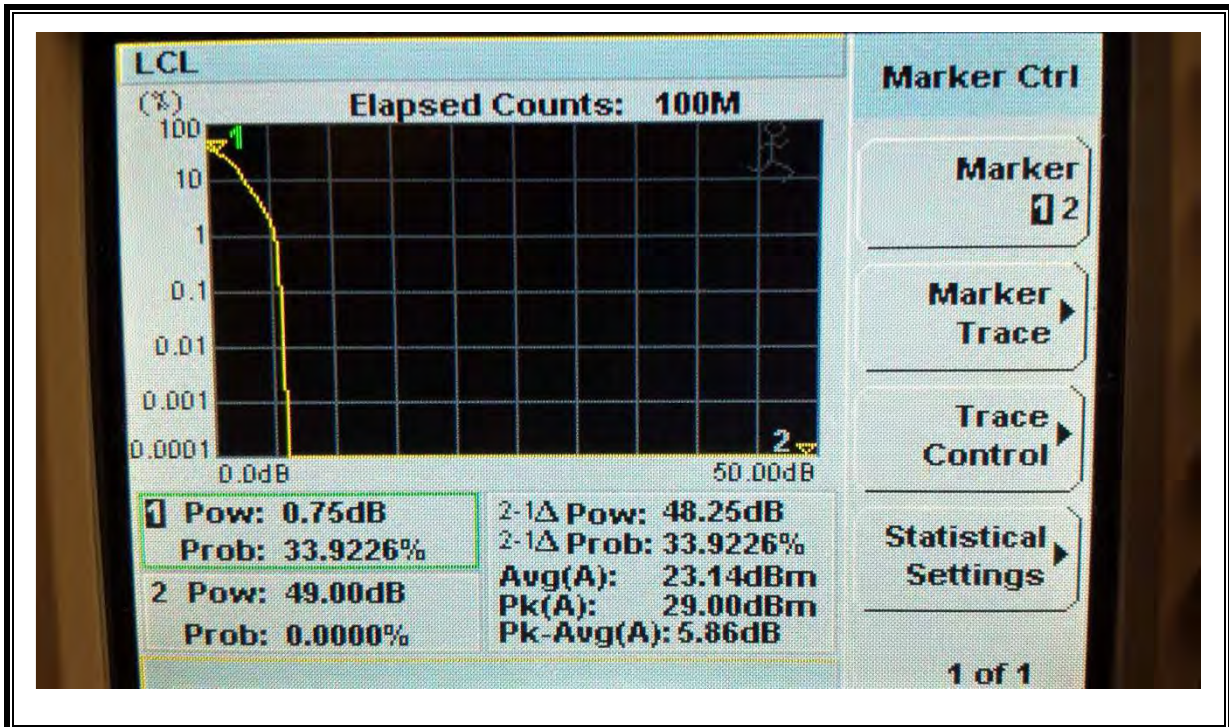 LCL
(%)
Elapsed Counts: 100M
100
10
1
0.1
0.01
0.001
0.0001
1
2
0.0dB
50.00dB
1 Pow: 0.75dB
Prob: 33.9226%
2 Pow: 49.00dB
Prob: 0.0000%
2-1Δ Pow: 48.25dB
2-1Δ Prob: 33.9226%
Avg(A): 23.14dBm
Pk(A): 29.00dBm
Pk-Avg(A): 5.86dB
Marker Ctrl
Marker
1 2
Marker
Trace
Trace
Control
Statistical
Settings
1 of 1